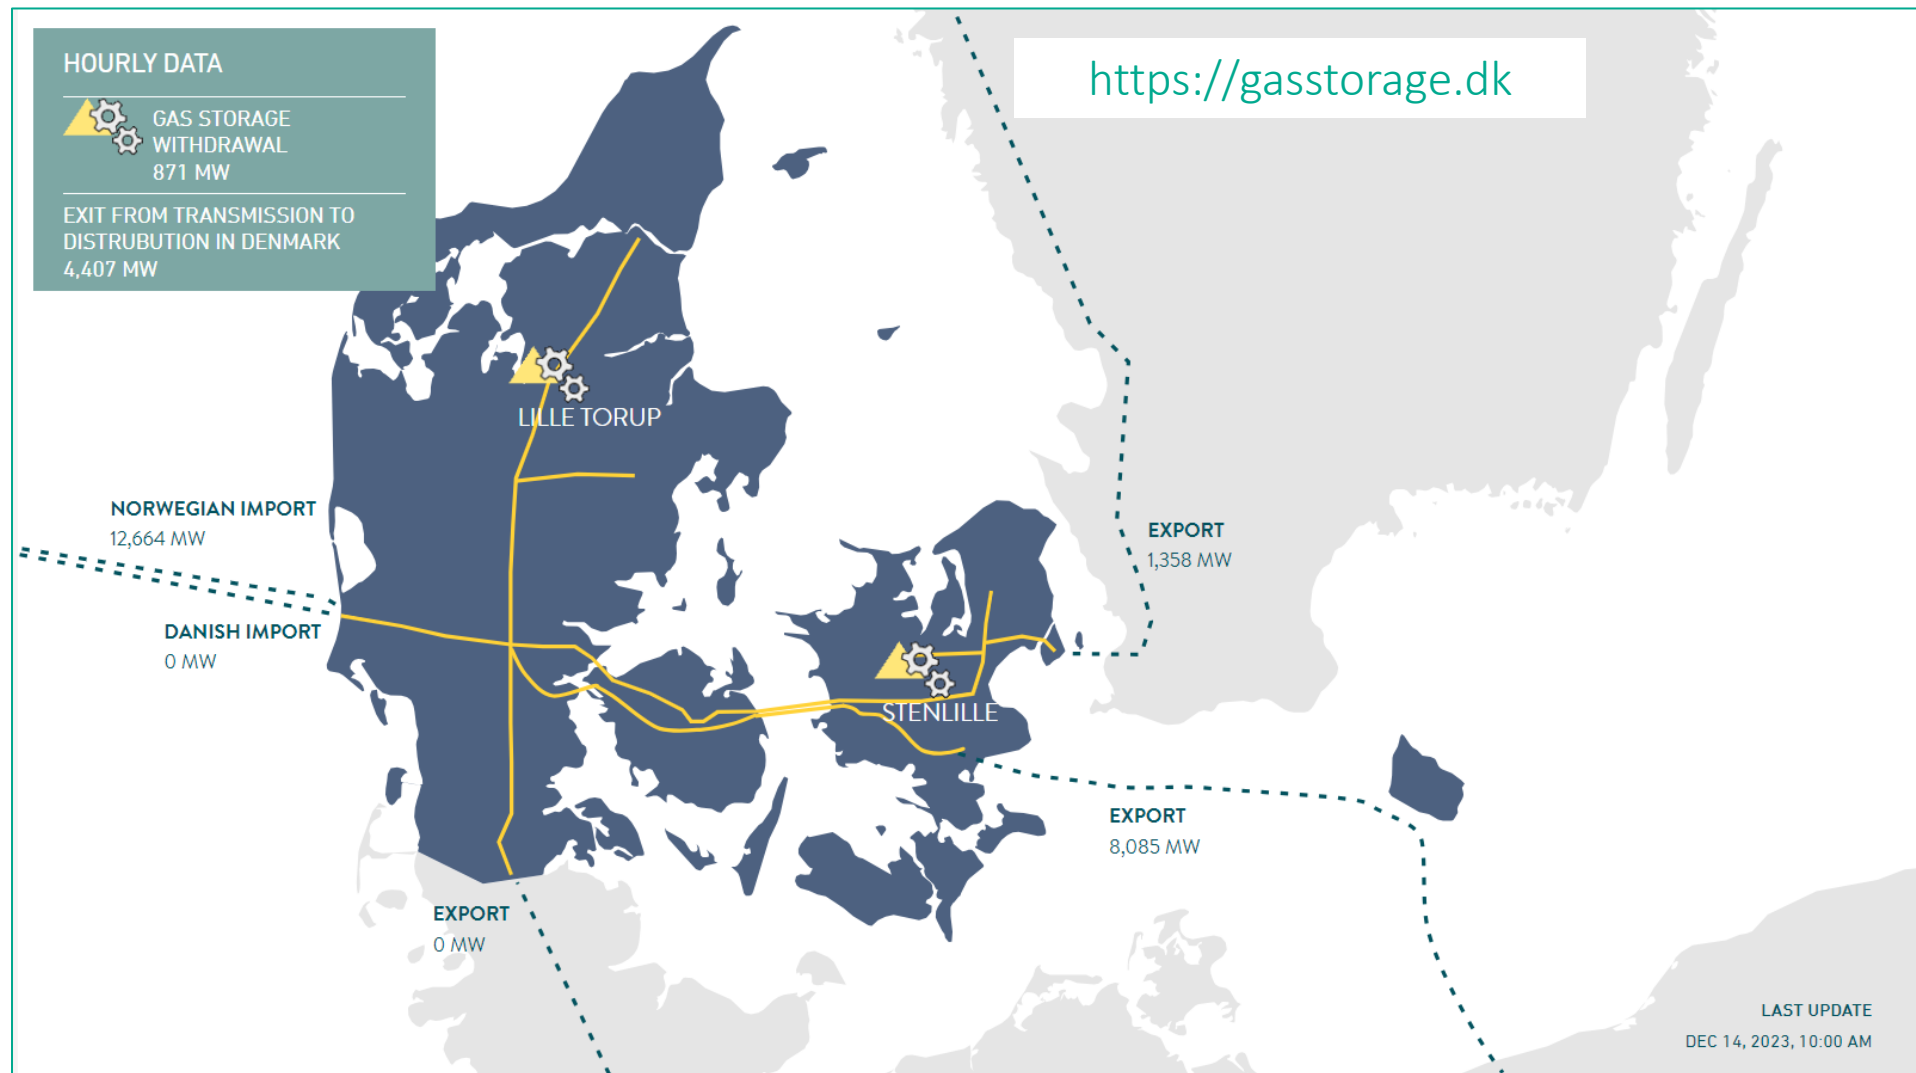 HOURLY DATA
GAS STORAGE
WITHDRAWAL
871 MW
EXIT FROM TRANSMISSION TO
DISTRUBUTION IN DENMARK
4,407 MW
https://gasstorage.dk
LILLE TORUP
NORWEGIAN IMPORT
12,664 MW
EXPORT
1,358 MW
DANISH IMPORT
0 MW
STENLILLE
EXPORT
8,085 MW
EXPORT
0 MW
LAST UPDATE
DEC 14, 2023, 10:00 AM